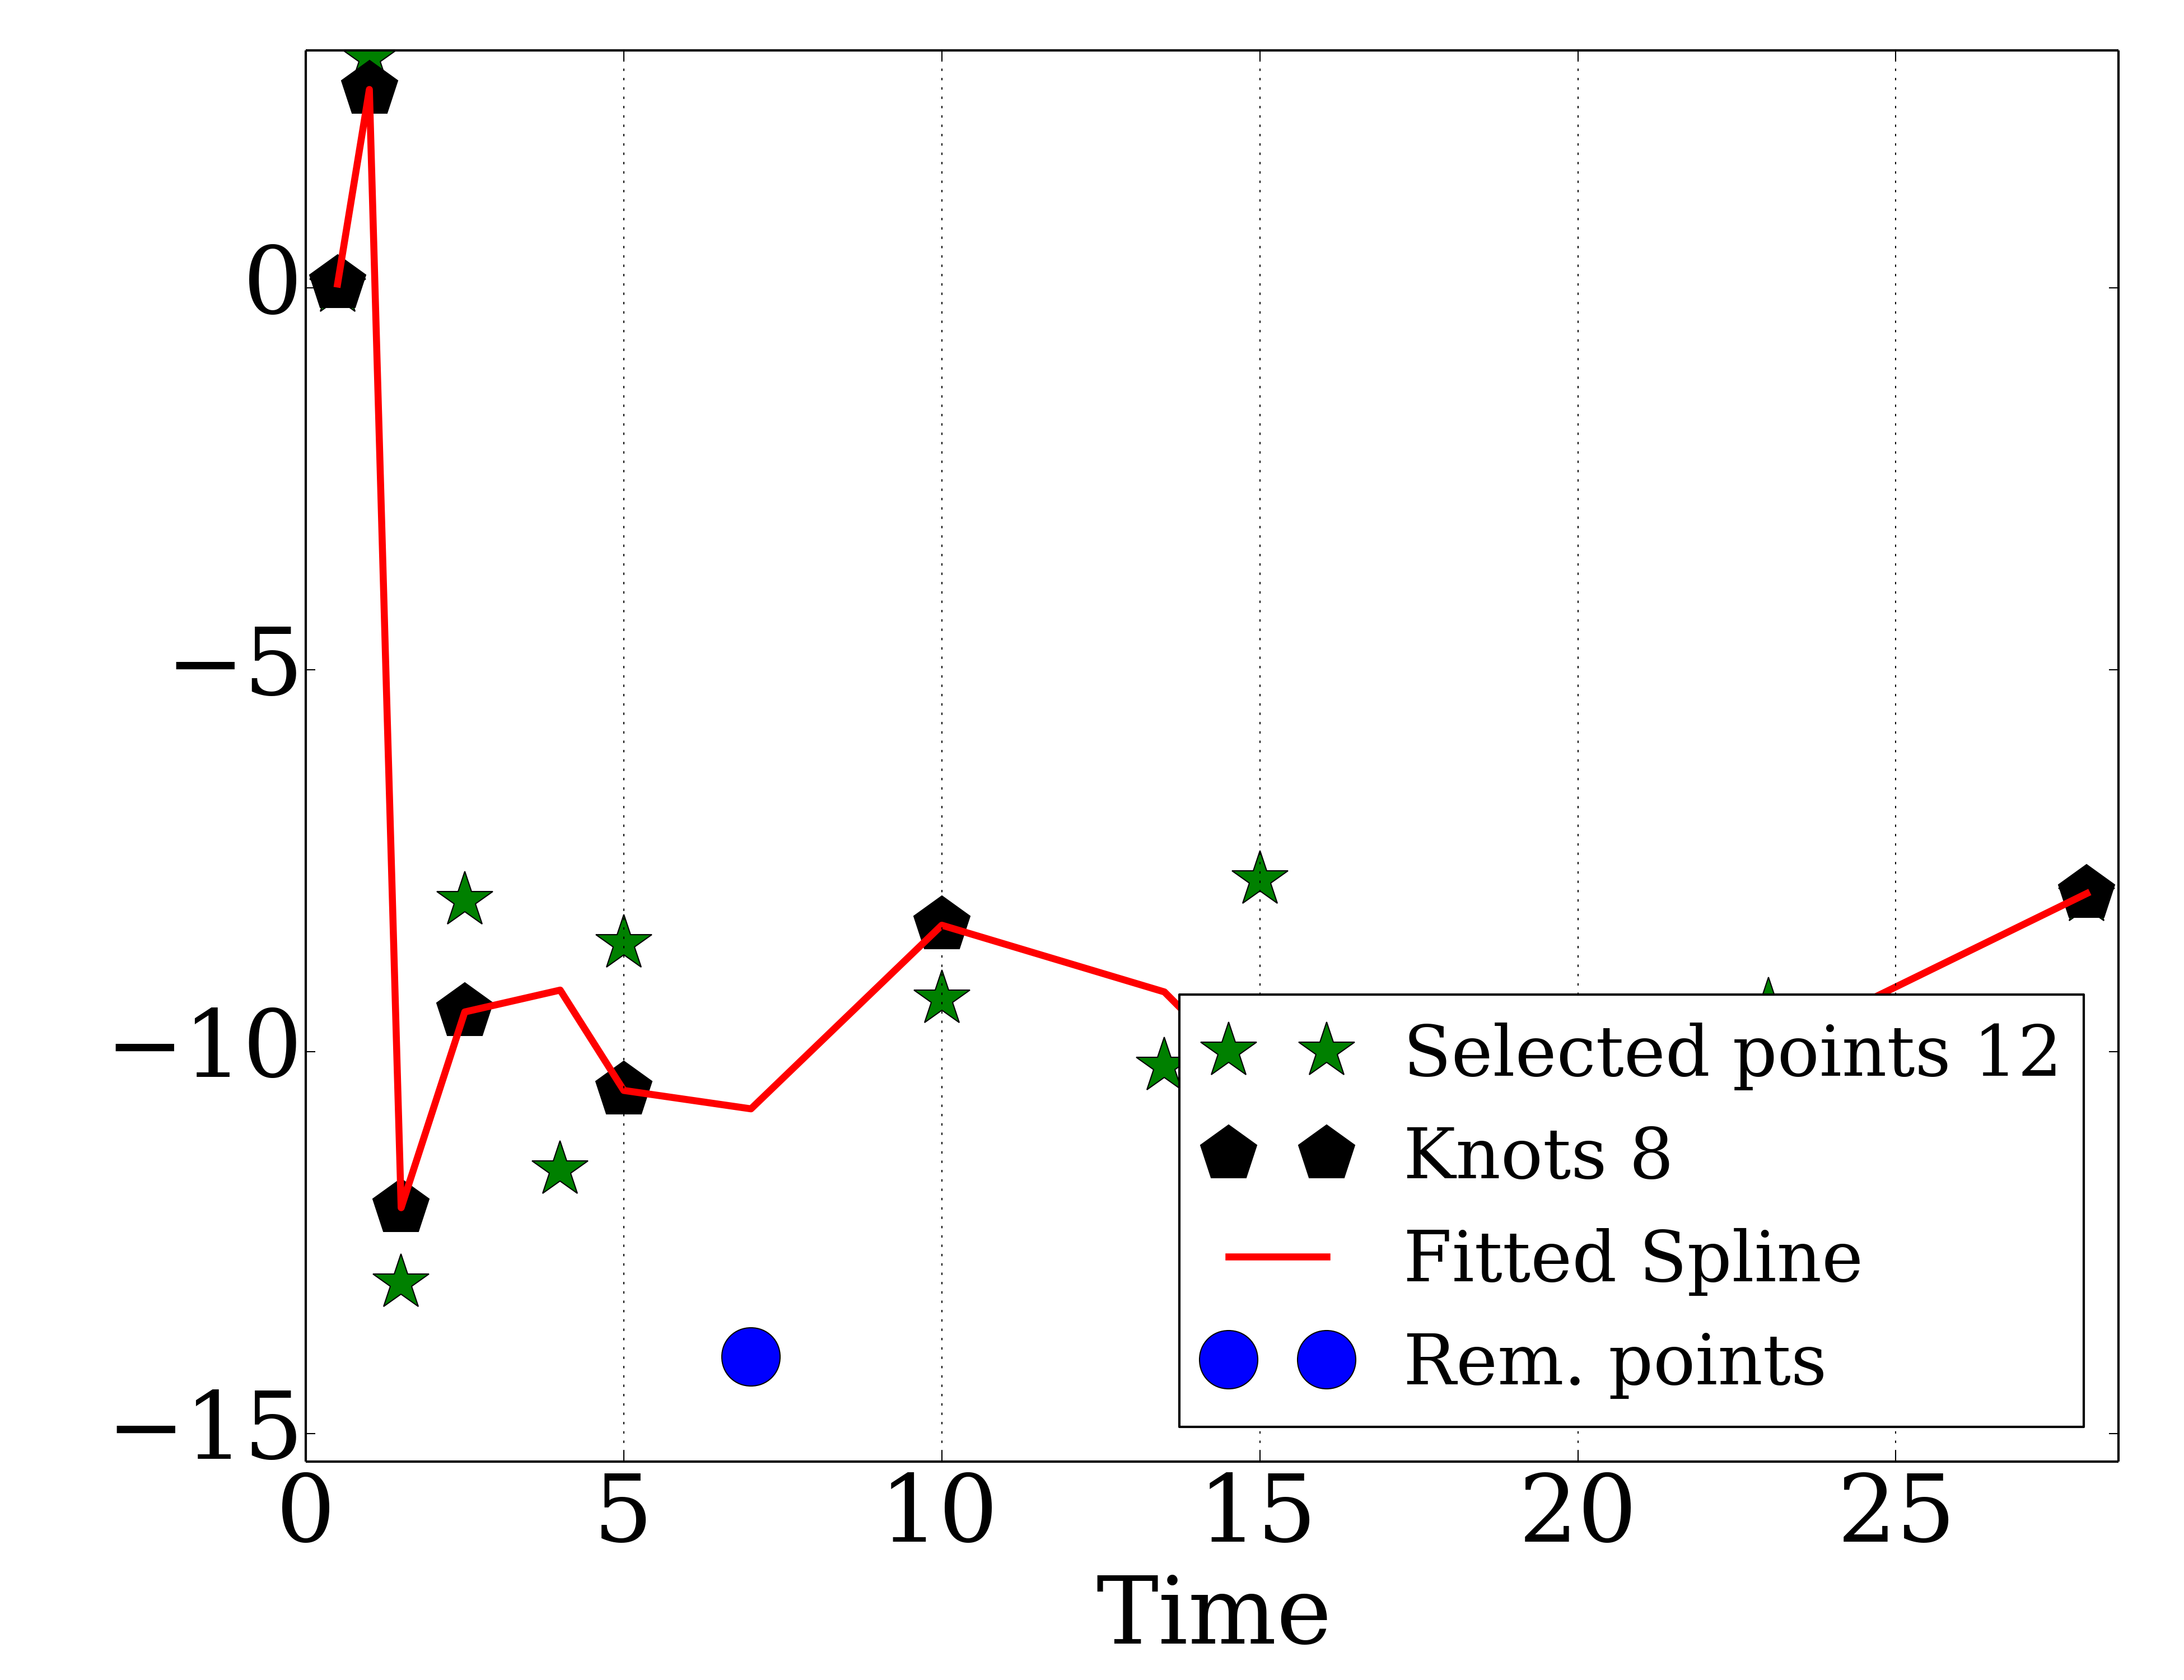 0
−5
−10
−15
Selected points 12
Knots 8
Fitted Spline
Rem. points
0 5 10 15 20 25
Time